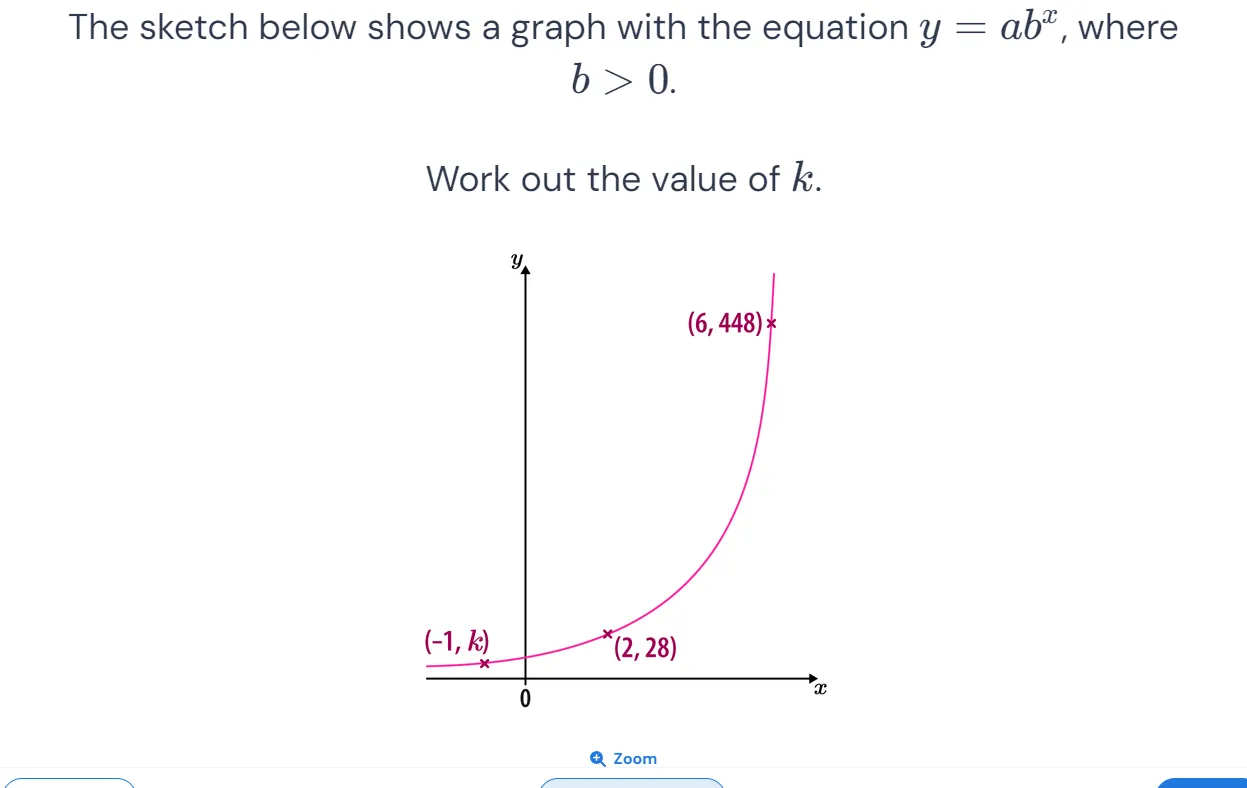 The sketch below shows a graph with the equation y = abˣ, where
b > 0.
Work out the value of k.
y
(6, 448)
(−1, k)
(2, 28)
x
0
Zoom